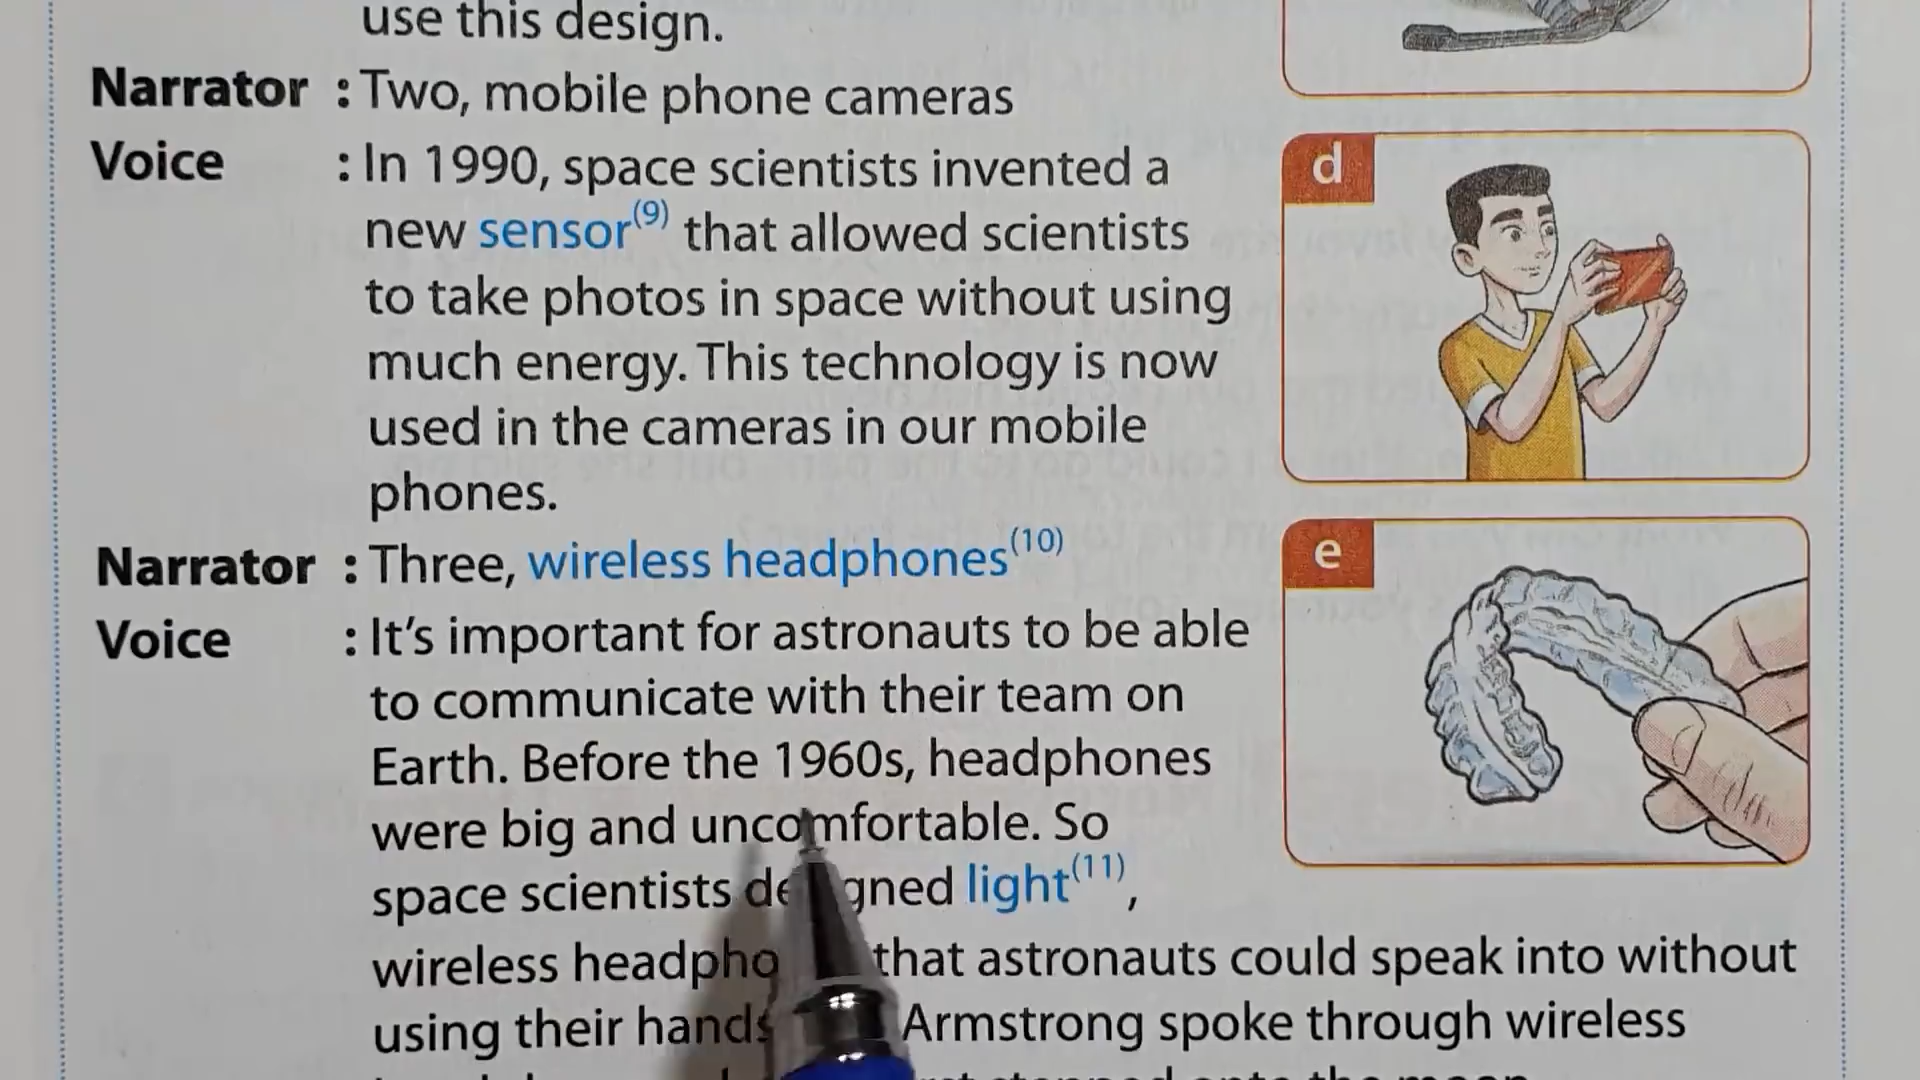 use this design.
Narrator : Two, mobile phone cameras
Voice : In 1990, space scientists invented a
new sensor(9) that allowed scientists
to take photos in space without using
much energy. This technology is now
used in the cameras in our mobile
phones.
d
Narrator : Three, wireless headphones(10)
Voice : It's important for astronauts to be able
to communicate with their team on
Earth. Before the 1960s, headphones
were big and uncomfortable. So
space scientists designed light(11),
wireless that astronauts could speak into without
using their Armstrong spoke through wireless
e